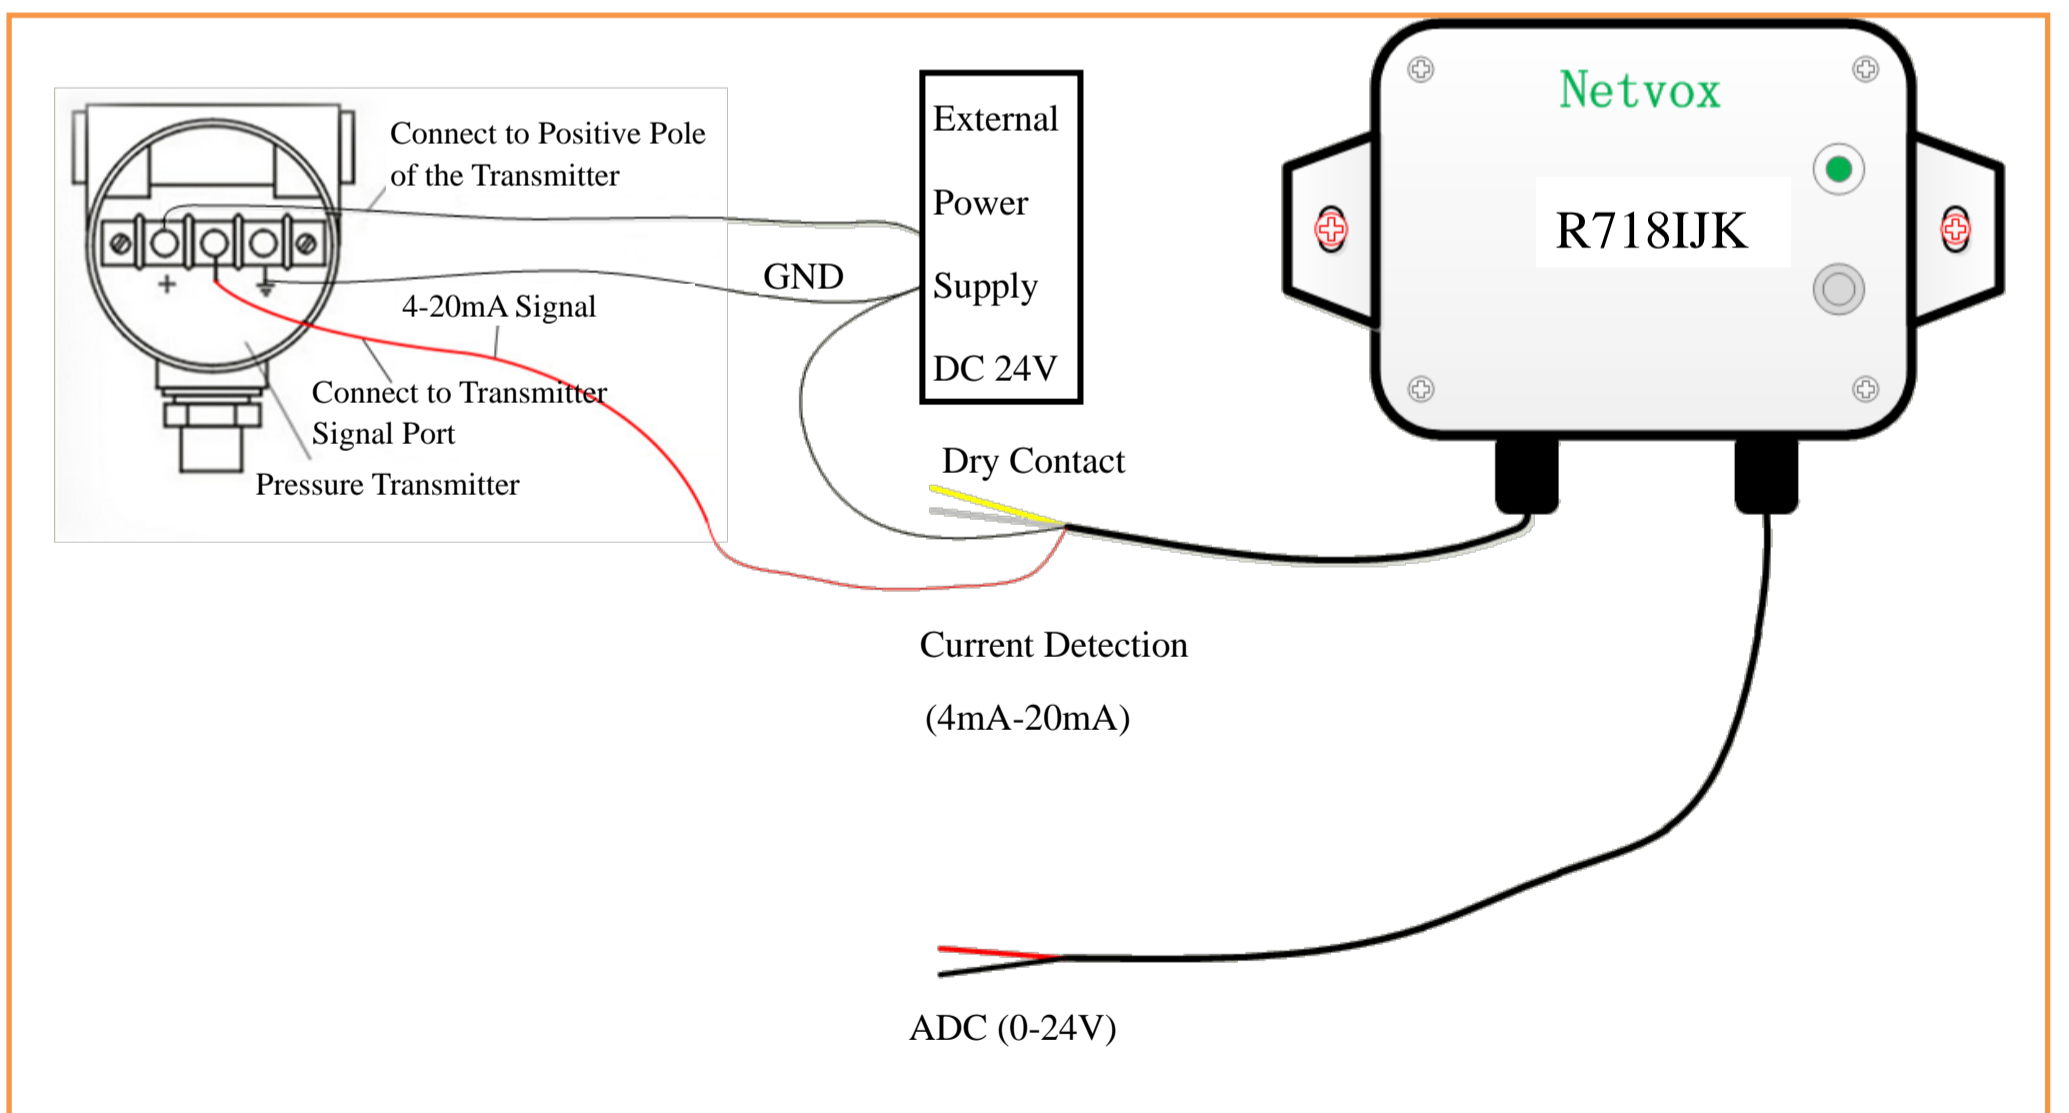 Connect to Positive Pole
of the Transmitter
+
GND
4-20mA Signal
Connect to Transmitter
Signal Port
Pressure Transmitter
External
Power
Supply
DC 24V
Netvox
R718IJK
Dry Contact
Current Detection
(4mA-20mA)
ADC (0-24V)